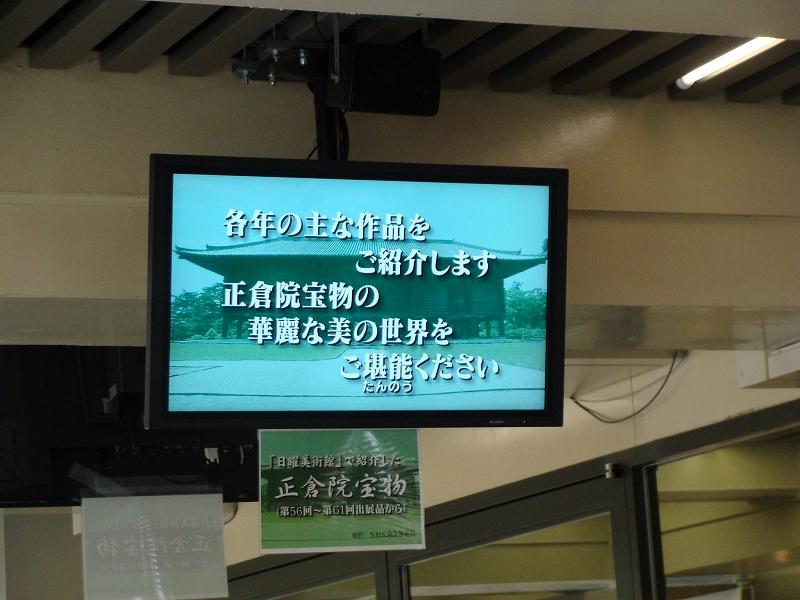 各年の主な作品を
ご紹介します
正倉院宝物の
華麗な美の世界を
ご堪能ください
たんのう
「日曜美術館」で紹介した
正倉院宝物
(第56回～第61回出展品から)